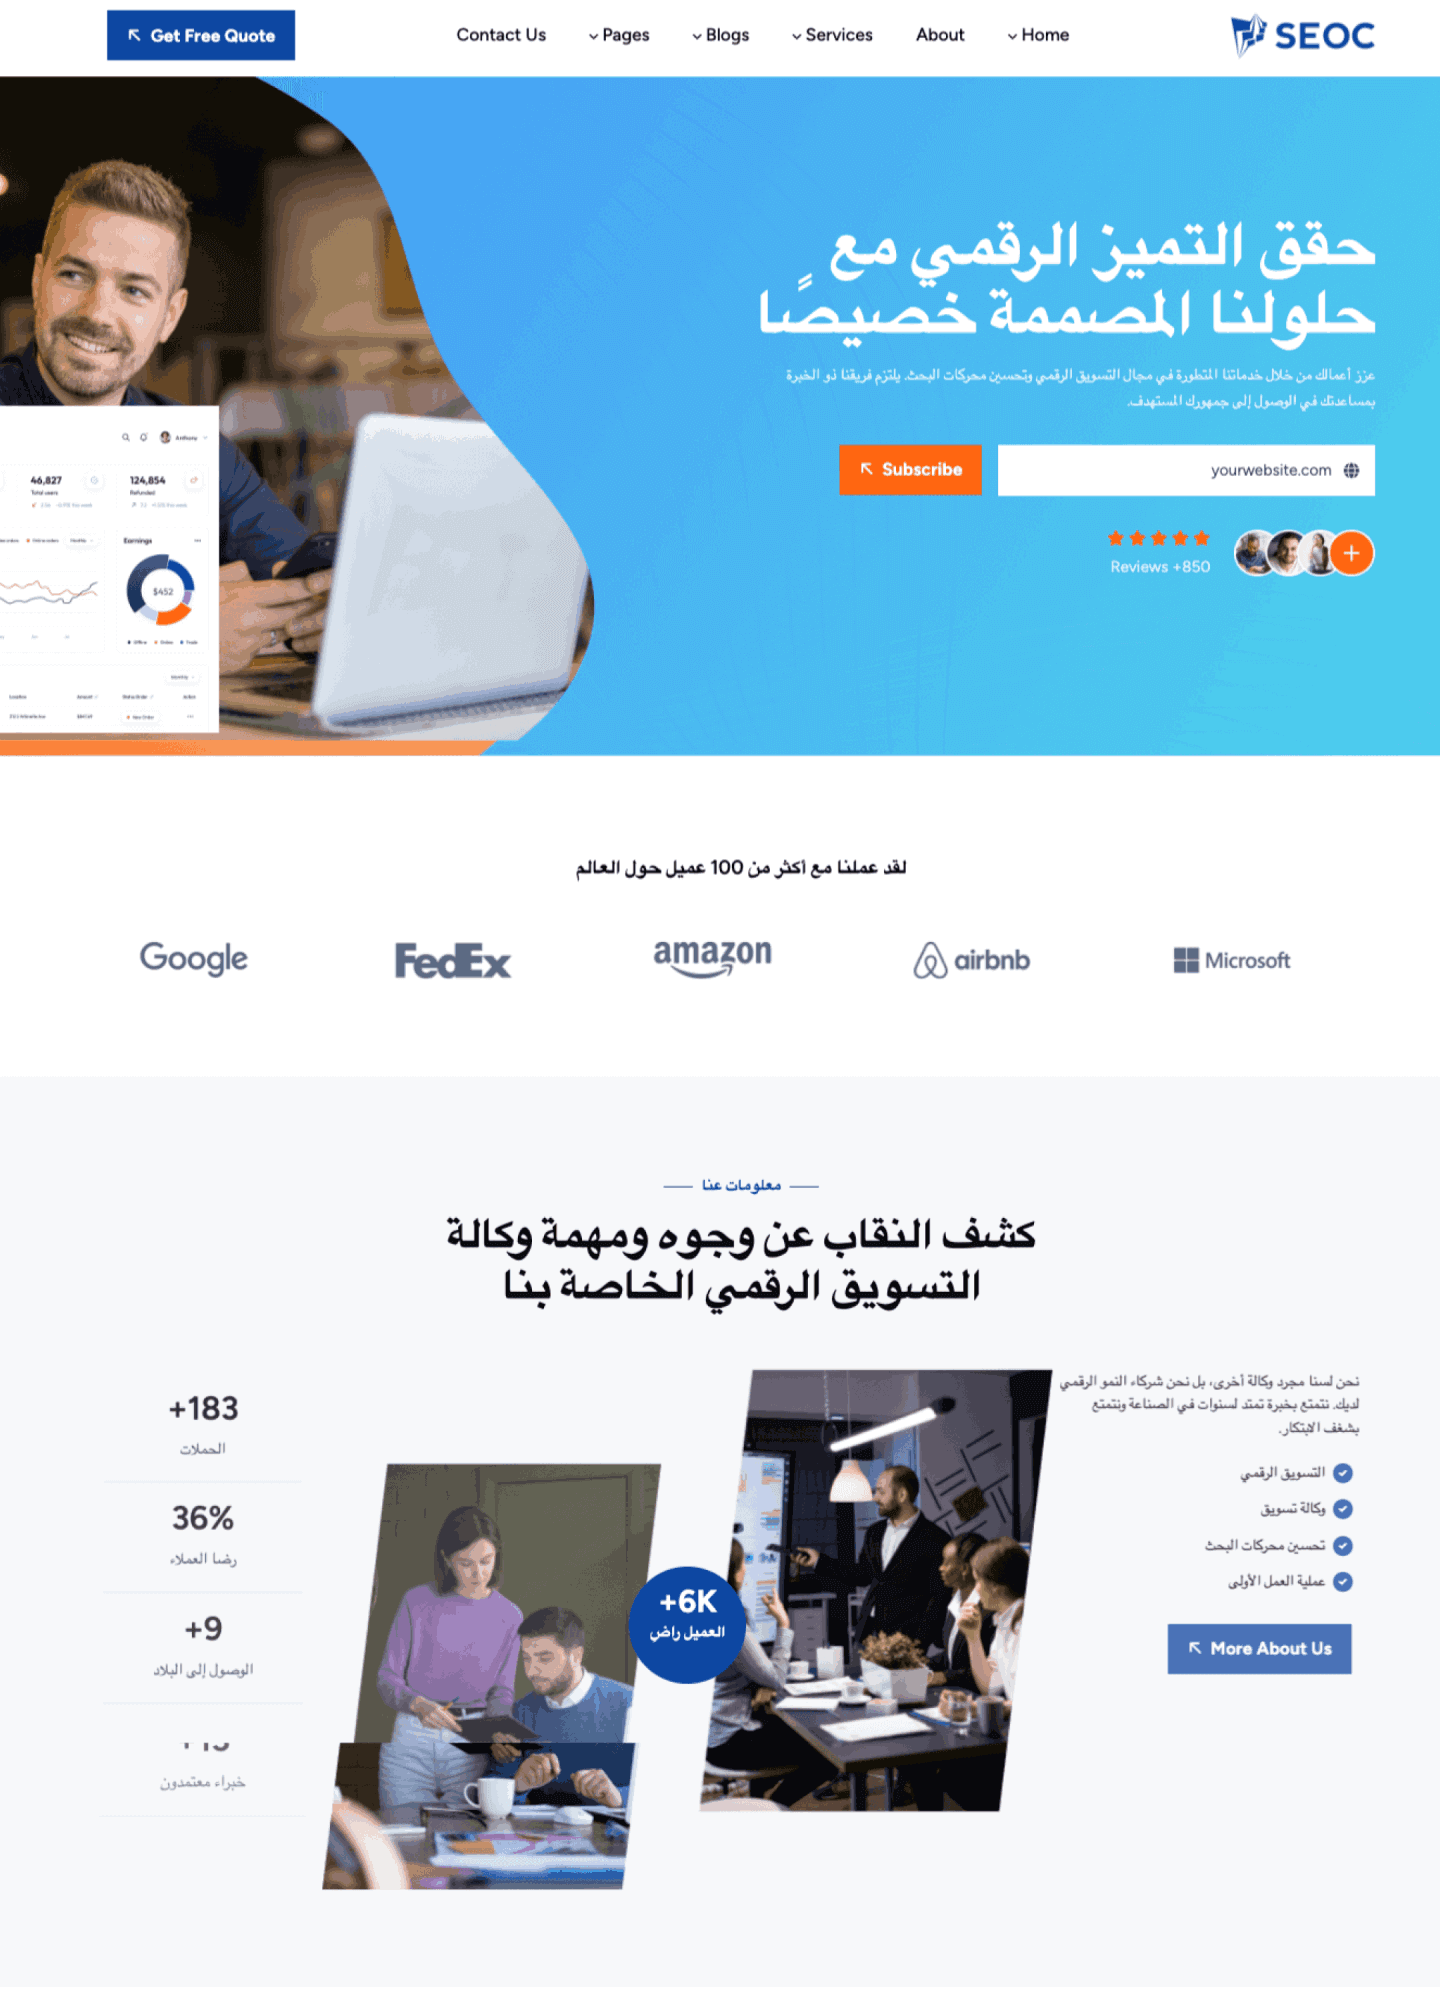 SEOC
Home
About
Services
Blogs
Pages
Contact Us
Get Free Quote
حقق التميز الرقمي مع
حلولنا المصممة خصيصًا
عزز أعمالك من خلال خدماتنا المتطورة في مجال التسويق الرقمي وتحسين محركات البحث. يلتزم فريقنا ذو الخبرة
بمساعدتك في الوصول إلى جمهورك المستهدف.
yourwebsite.com
Subscribe
Reviews +850
Anthony
46,827
Total users
124,854
Refunded
Earnings
$452
لقد عملنا مع أكثر من 100 عميل حول العالم
Microsoft
airbnb
amazon
FedEx
Google
معلومات عنا
كشف النقاب عن وجوه ومهمة وكالة
التسويق الرقمي الخاصة بنا
نحن لسنا مجرد وكالة أخرى، بل نحن شركاء النمو الرقمي
لديك. نتمتع بخبرة تمتد لسنوات في الصناعة ونتمتع
بشغف الابتكار.
التسويق الرقمي
وكالة تسويق
تحسين محركات البحث
عملية العمل الأولى
More About Us
+6K
العميل راضٍ
+183
الحملات
36%
رضا العملاء
+9
الوصول إلى البلاد
خبراء معتمدون